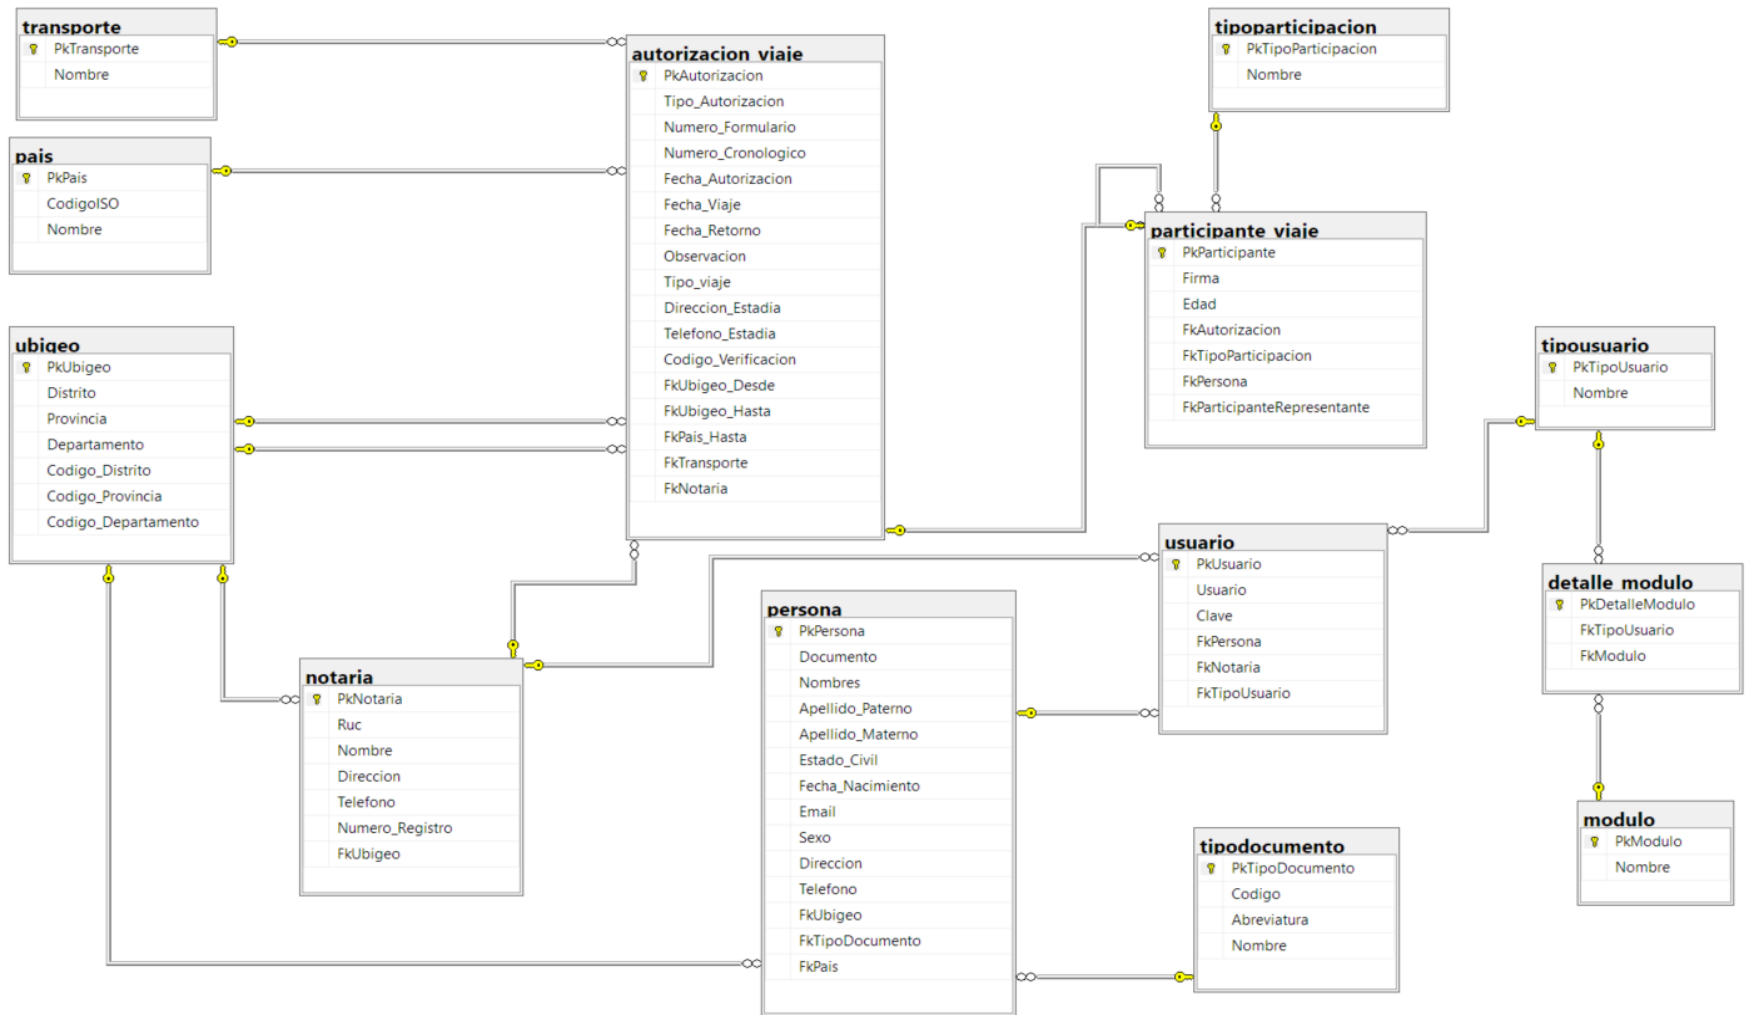 transporte
PkTransporte
Nombre
pais
PkPais
CodigoISO
Nombre
ubigeo
PkUbigeo
Distrito
Provincia
Departamento
Codigo_Distrito
Codigo_Provincia
Codigo_Departamento
autorizacion_viaje
PkAutorizacion
Tipo_Autorizacion
Numero_Formulario
Numero_Cronologico
Fecha_Autorizacion
Fecha_Viaje
Fecha_Retorno
Observacion
Tipo_viaje
Direccion_Estadia
Telefono_Estadia
Codigo_Verificacion
FkUbigeo_Desde
FkUbigeo_Hasta
FkPais_Hasta
FkTransporte
FkNotaria
tipoparticipacion
PkTipoParticipacion
Nombre
participante_viaje
PkParticipante
Firma
Edad
FkAutorizacion
FkTipoParticipacion
FkPersona
FkParticipanteRepresentante
tipousuario
PkTipoUsuario
Nombre
usuario
PkUsuario
Usuario
Clave
FkPersona
FkNotaria
FkTipoUsuario
detalle_modulo
PkDetalleModulo
FkTipoUsuario
FkModulo
notaria
PkNotaria
Ruc
Nombre
Direccion
Telefono
Numero_Registro
FkUbigeo
persona
PkPersona
Documento
Nombres
Apellido_Paterno
Apellido_Materno
Estado_Civil
Fecha_Nacimiento
Email
Sexo
Direccion
Telefono
FkUbigeo
FkTipoDocumento
FkPais
tipodocumento
PkTipoDocumento
Codigo
Abreviatura
Nombre
modulo
PkModulo
Nombre